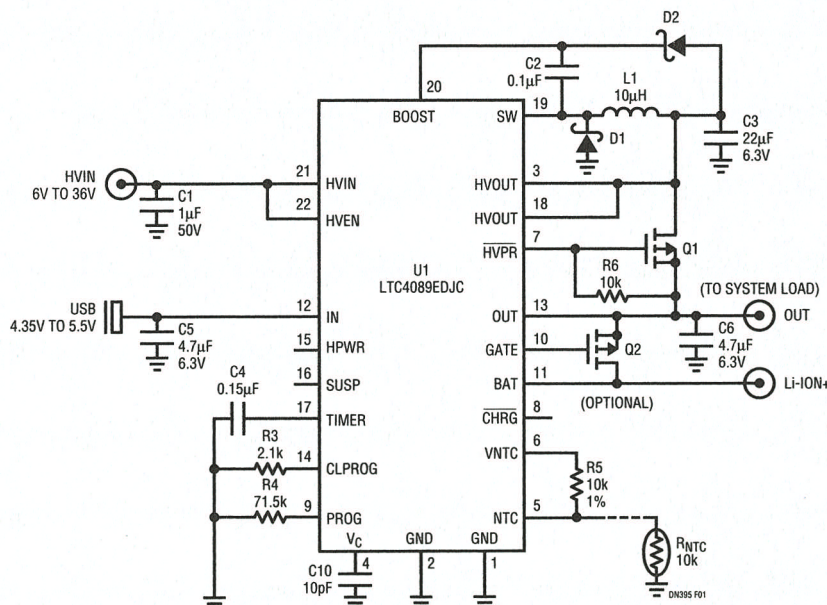 D2
C2
0.1µF
L1
10µH
20
19
BOOST
SW
D1
C3
22µF
6.3V
HVIN
6V TO 36V
C1
1µF
50V
21
HVIN
22
HVEN
3
HVOUT
18
HVOUT
7
HVPR
Q1
U1
LTC4089EDJC
R6
10k
(TO SYSTEM LOAD)
USB
4.35V TO 5.5V
12
IN
13
OUT
OUT
C5
4.7µF
6.3V
C6
4.7µF
6.3V
15
HPWR
10
GATE
Q2
16
SUSP
11
BAT
Li-ION+
(OPTIONAL)
C4
0.15µF
17
TIMER
8
CHRG
6
VNTC
R3
2.1k
14
CLPROG
R5
10k
1%
R4
71.5k
9
PROG
5
NTC
VC
GND
GND
4
2
1
C10
10pF
RNTC
10k
DN395 F01